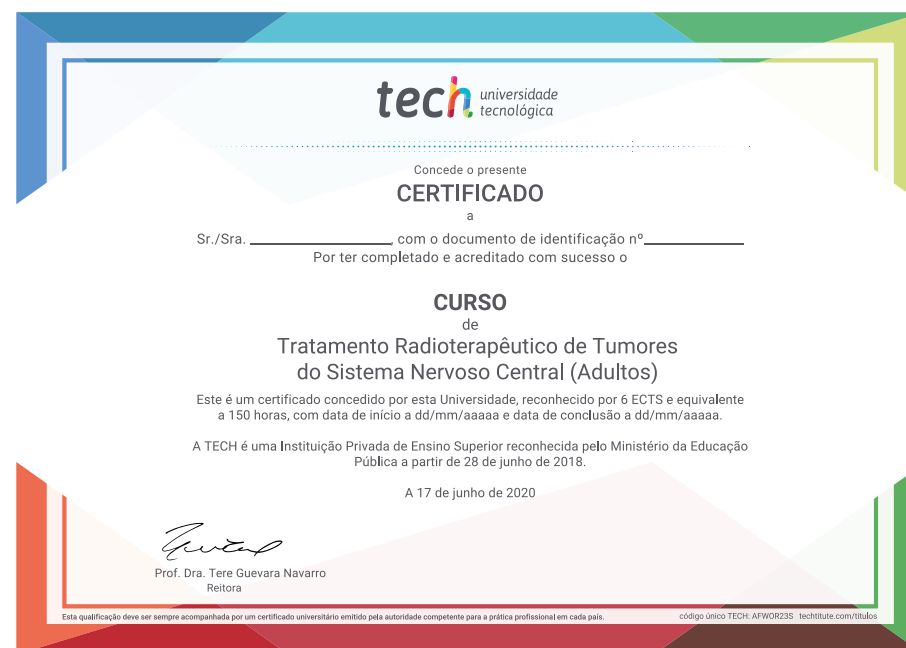 tech universidade
tecnológica
Concede o presente
CERTIFICADO
a
Sr./Sra. , com o documento de identificação nº
Por ter completado e acreditado com sucesso o
CURSO
de
Tratamento Radioterapêutico de Tumores
do Sistema Nervoso Central (Adultos)
Este é um certificado concedido por esta Universidade, reconhecido por 6 ECTS e equivalente
a 150 horas, com data de início a dd/mm/aaaaa e data de conclusão a dd/mm/aaaaa.
A TECH é uma Instituição Privada de Ensino Superior reconhecida pelo Ministério da Educação
Pública a partir de 28 de junho de 2018.
A 17 de junho de 2020
Prof. Dra. Tere Guevara Navarro
Reitora
Esta qualificação deve ser sempre acompanhada por um certificado universitário emitido pela autoridade competente para a prática profissional em cada país.
código único TECH: AFWOR23S techtitute.com/titulos